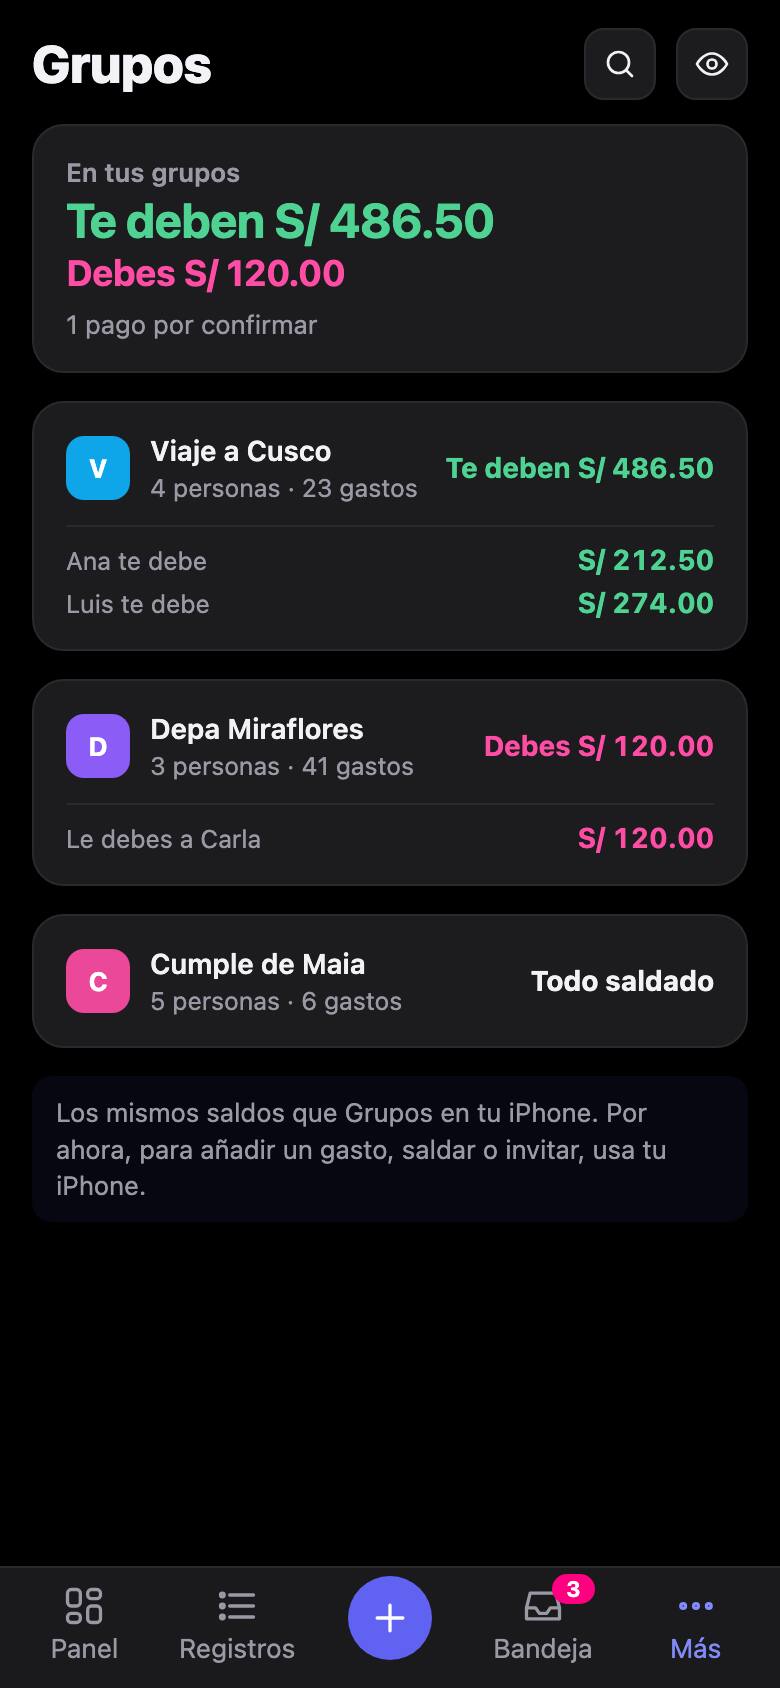 Grupos
En tus grupos
Te deben S/ 486.50
Debes S/ 120.00
1 pago por confirmar
V
Viaje a Cusco
4 personas · 23 gastos
Te deben S/ 486.50
Ana te debe
S/ 212.50
Luis te debe
S/ 274.00
D
Depa Miraflores
3 personas · 41 gastos
Debes S/ 120.00
Le debes a Carla
S/ 120.00
C
Cumple de Maia
5 personas · 6 gastos
Todo saldado
Los mismos saldos que Grupos en tu iPhone. Por
ahora, para añadir un gasto, saldar o invitar, usa tu
iPhone.
Panel
Registros
3
Bandeja
Más